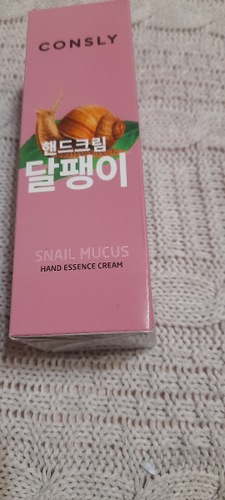 CONSLY
핸드크림
달팽이
SNAIL MUCUS
HAND ESSENCE CREAM